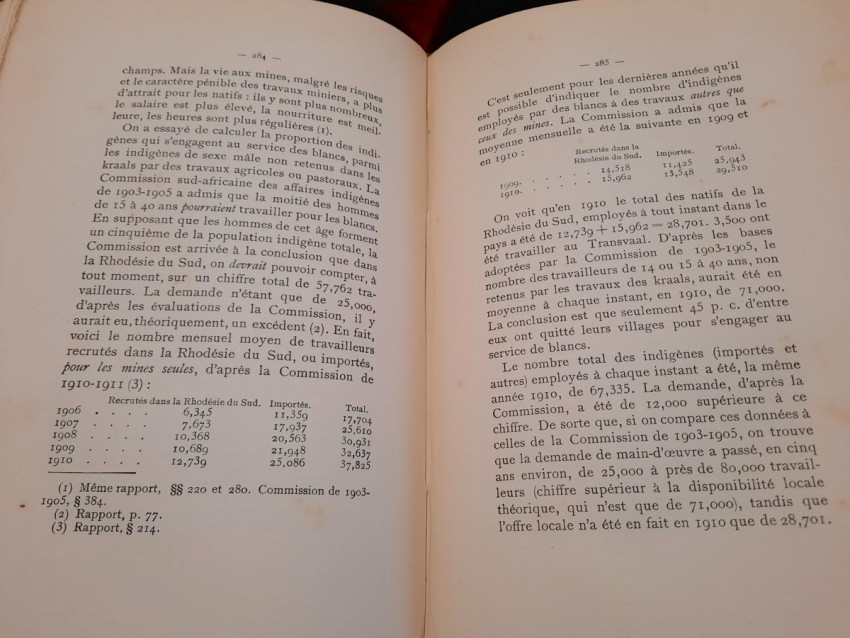 — 284 —
champs. Mais la vie aux mines, malgré les risques
et le caractère pénible des travaux miniers, a plus
d'attrait pour les natifs : ils y sont plus nombreux,
le salaire est plus élevé, la nourriture est meil-
leure, les heures sont plus régulières (1).
On a essayé de calculer la proportion des indi-
gènes qui s'engagent au service des blancs, parmi
les indigènes de sexe mâle non retenus dans les
kraals par des travaux agricoles ou pastoraux. La
Commission sud-africaine des affaires indigènes
de 1903-1905 a admis que la moitié des hommes
de 15 à 40 ans pourraient travailler pour les blancs.
En supposant que les hommes de cet âge forment
un cinquième de la population indigène totale, la
Commission est arrivée à la conclusion que dans
la Rhodésie du Sud, on devrait pouvoir compter, à
tout moment, sur un chiffre total de 57,762 tra-
vailleurs. La demande n'étant que de 25,000,
d'après les évaluations de la Commission, il y
aurait eu, théoriquement, un excédent (2). En fait,
voici le nombre mensuel moyen de travailleurs
recrutés dans la Rhodésie du Sud, ou importés,
pour les mines seules, d'après la Commission de
1910-1911 (3) :
Recrutés dans la Rhodésie du Sud. Importés. Total.
1906 . . . . 6,345 11,359 17,704
1907 . . . . 7,673 17,937 25,610
1908 . . . . 10,368 20,563 30,931
1909 . . . . 10,689 21,948 32,637
1910 . . . . 12,739 25,086 37,825
(1) Même rapport, §§ 220 et 280. Commission de 1903-
1905, § 384.
(2) Rapport, p. 77.
(3) Rapport, § 214.
— 285 —
C'est seulement pour les dernières années qu'il
est possible d'indiquer le nombre d'indigènes
employés par des blancs à des travaux autres que
ceux des mines. La Commission a admis que la
moyenne mensuelle a été la suivante en 1909 et
en 1910 :
Recrutés dans la
Rhodésie du Sud. Importés. Total.
1909. . . . . . 14,518 11,425 25,943
1910. . . . . . 15,962 13,548 29,510
On voit qu'en 1910 le total des natifs de la
Rhodésie du Sud, employés à tout instant dans le
pays a été de 12,739 + 15,962 = 28,701. 3,500 ont
été travailler au Transvaal. D'après les bases
adoptées par la Commission de 1903-1905, le
nombre des travailleurs de 14 ou 15 à 40 ans, non
retenus par les travaux des kraals, aurait été en
moyenne à chaque instant, en 1910, de 71,000.
La conclusion est que seulement 45 p. c. d'entre
eux ont quitté leurs villages pour s'engager au
service de blancs.
Le nombre total des indigènes (importés et
autres) employés à chaque instant a été, la même
année 1910, de 67,335. La demande, d'après la
Commission, a été de 12,000 supérieure à ce
chiffre. De sorte que, si on compare ces données à
celles de la Commission de 1903-1905, on trouve
que la demande de main-d'œuvre a passé, en cinq
ans environ, de 25,000 à près de 80,000 travail-
leurs (chiffre supérieur à la disponibilité locale
théorique, qui n'est que de 71,000), tandis que
l'offre locale n'a été en fait en 1910 que de 28,701.